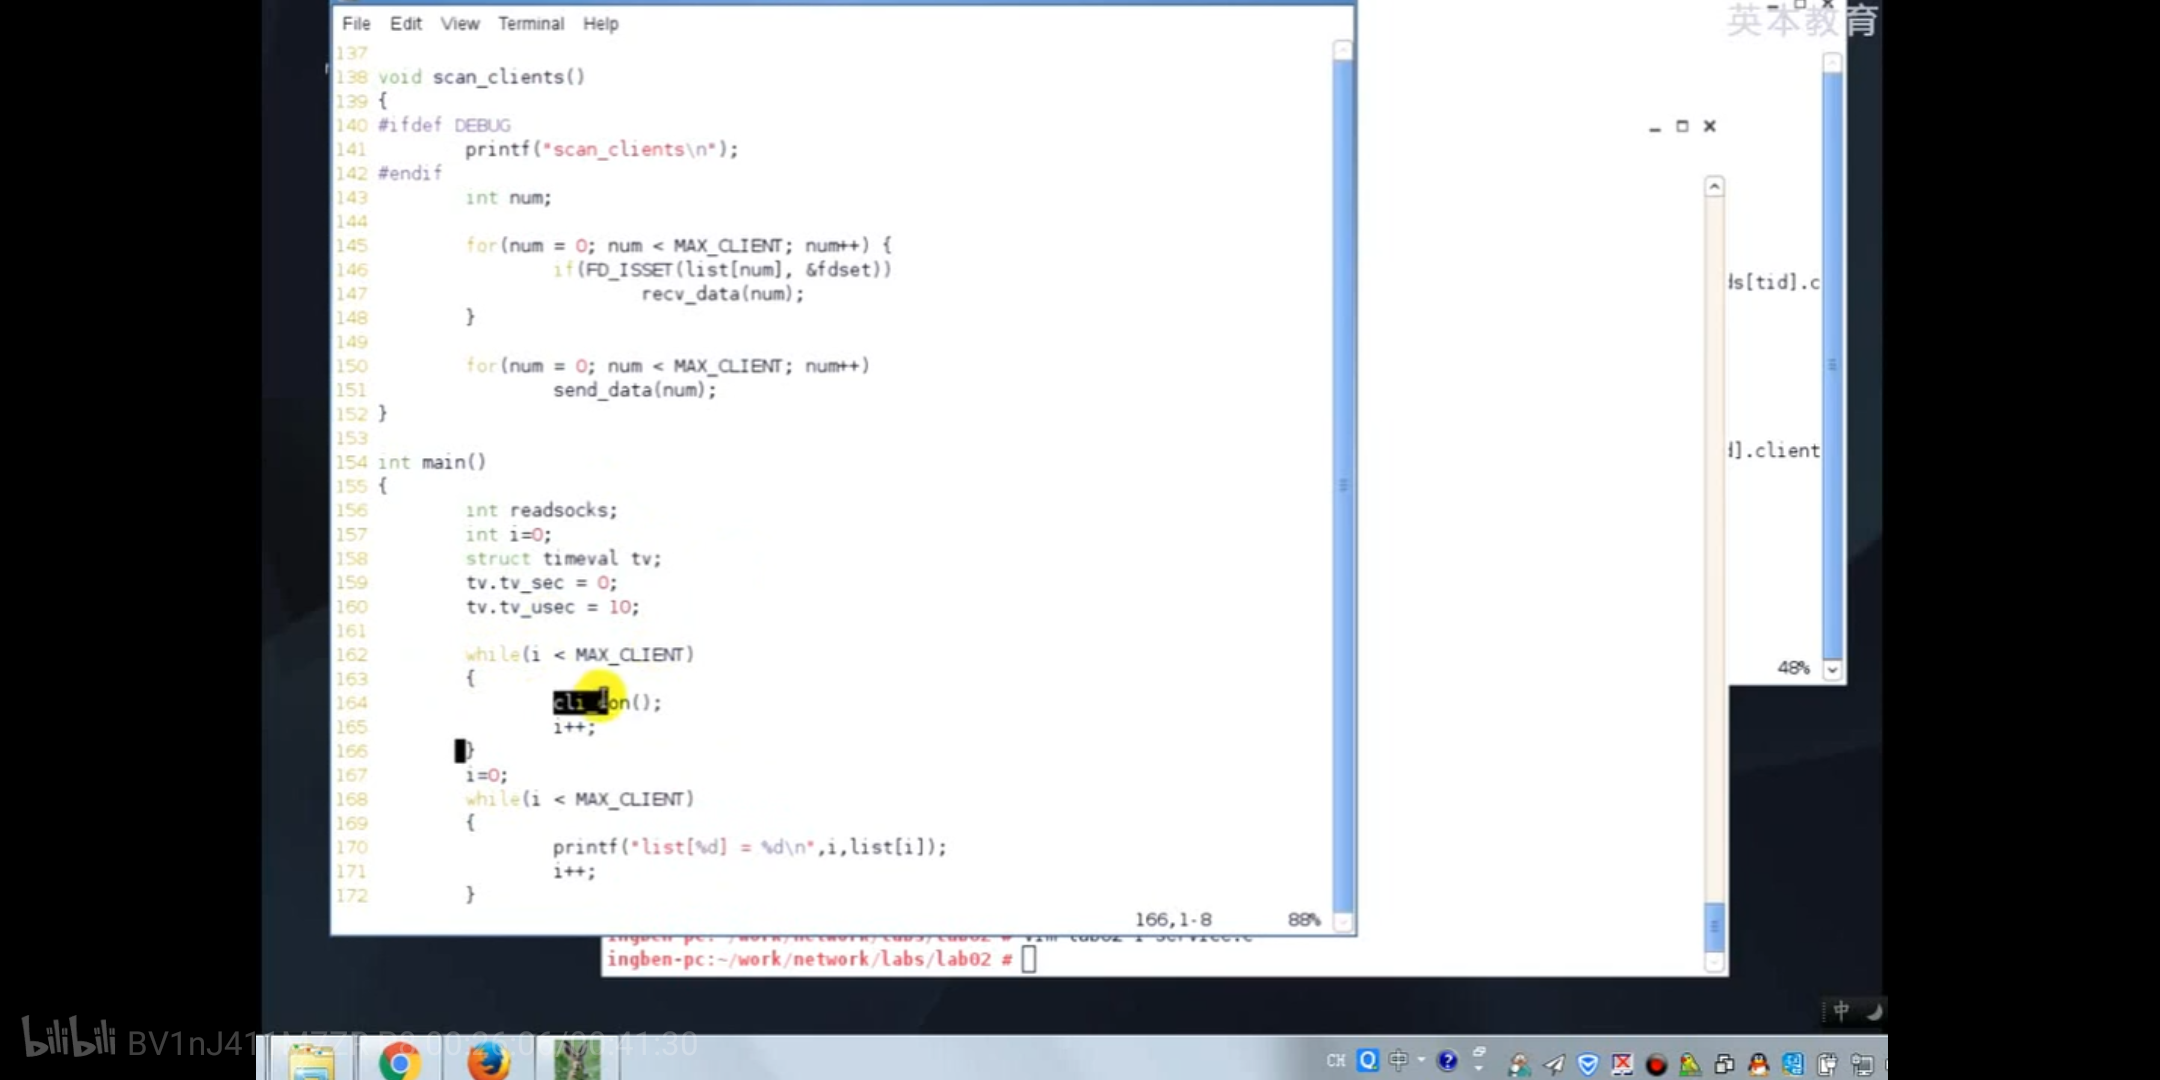 英本教育
File Edit View Terminal Help
137
138 void scan_clients()
139 {
140 #ifdef DEBUG
141 printf("scan_clients\n");
142 #endif
143 int num;
144
145 for(num = 0; num < MAX_CLIENT; num++) {
146 if(FD_ISSET(list[num], &fdset))
147 recv_data(num);
148 }
149
150 for(num = 0; num < MAX_CLIENT; num++)
151 send_data(num);
152 }
153
154 int main()
155 {
156 int readsocks;
157 int i=0;
158 struct timeval tv;
159 tv.tv_sec = 0;
160 tv.tv_usec = 10;
161
162 while(i < MAX_CLIENT)
163 {
164 cli_con();
165 i++;
166 }
167 i=0;
168 while(i < MAX_CLIENT)
169 {
170 printf("list[%d] = %d\n",i,list[i]);
171 i++;
172 }
166,1-8 88%
ds[tid].c
d].client
48%
ingben-pc:~/work/network/labs/lab02 #
中
bilibili
CH 中